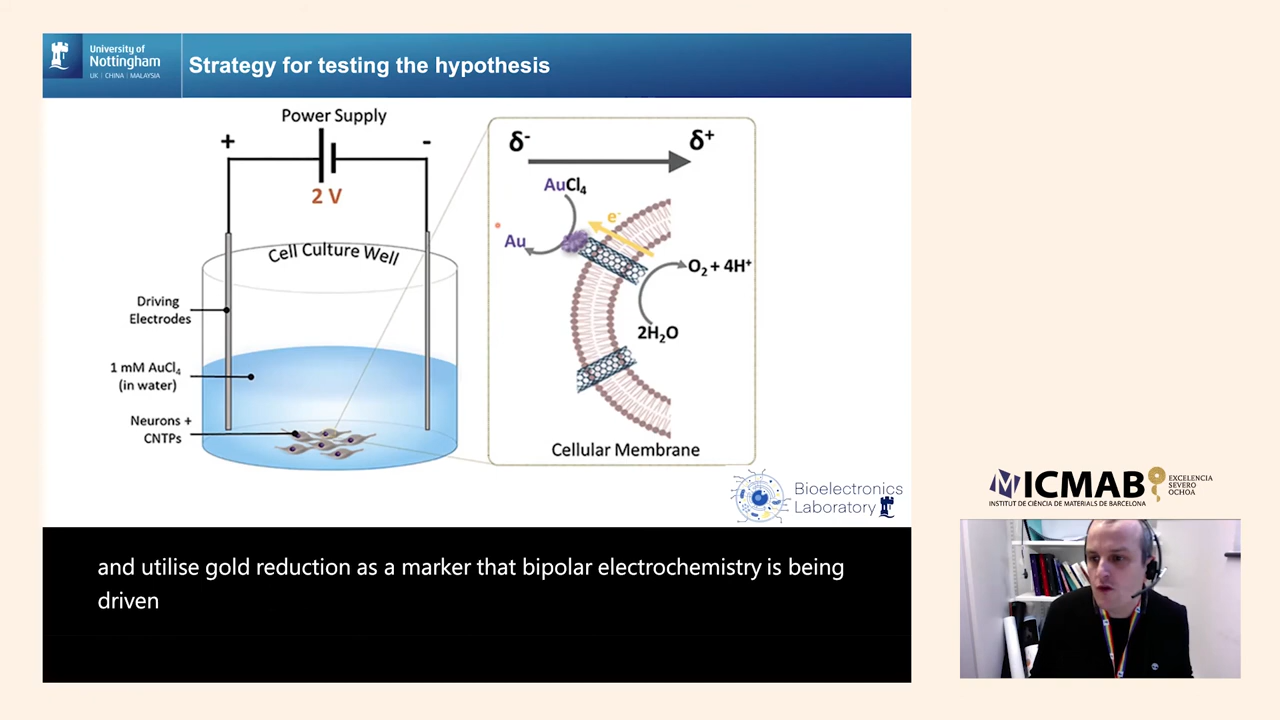 University of
Nottingham
UK | CHINA | MALAYSIA
Strategy for testing the hypothesis
Power Supply
+
-
2 V
Cell Culture Well
Driving
Electrodes
1 mM AuCl4
(in water)
Neurons +
CNTPs
δ-
δ+
AuCl4
e-
Au
O2 + 4H+
2H2O
Cellular Membrane
Bioelectronics
Laboratory
and utilise gold reduction as a marker that bipolar electrochemistry is being
driven
ICMAB
EXCELENCIA
SEVERO
OCHOA
INSTITUT DE CIÈNCIA DE MATERIALS DE BARCELONA